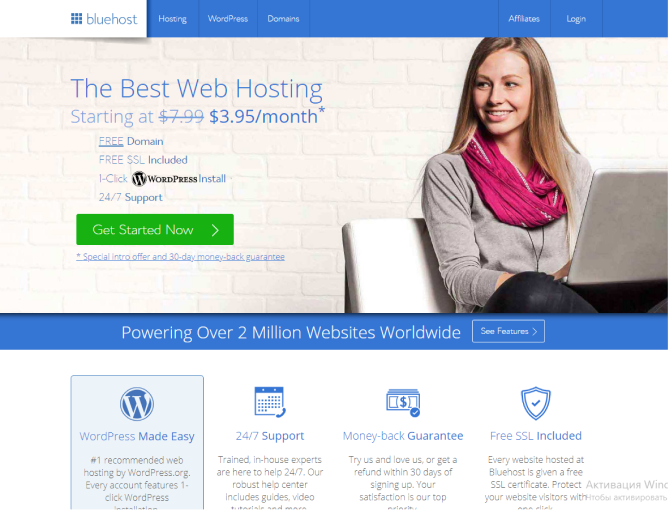 bluehost Hosting WordPress Domains Affiliates Login
The Best Web Hosting
Starting at $7.99 $3.95/month*
FREE Domain
FREE SSL Included
1-Click WORDPRESS Install
24/7 Support
Get Started Now
* Special intro offer and 30-day money-back guarantee
Powering Over 2 Million Websites Worldwide See Features
WordPress Made Easy
#1 recommended web
hosting by WordPress.org.
Every account features 1-
click WordPress
24/7 Support
Trained, in-house experts
are here to help 24/7. Our
robust help center
includes guides, video
tutorials and more
Money-back Guarantee
Try us and love us, or get a
refund within 30 days of
signing up. Your
satisfaction is our top
priority
Free SSL Included
Every website hosted at
Bluehost is given a free
SSL certificate. Protect
your website visitors with
one click
Активация Winc
Чтобы активировать